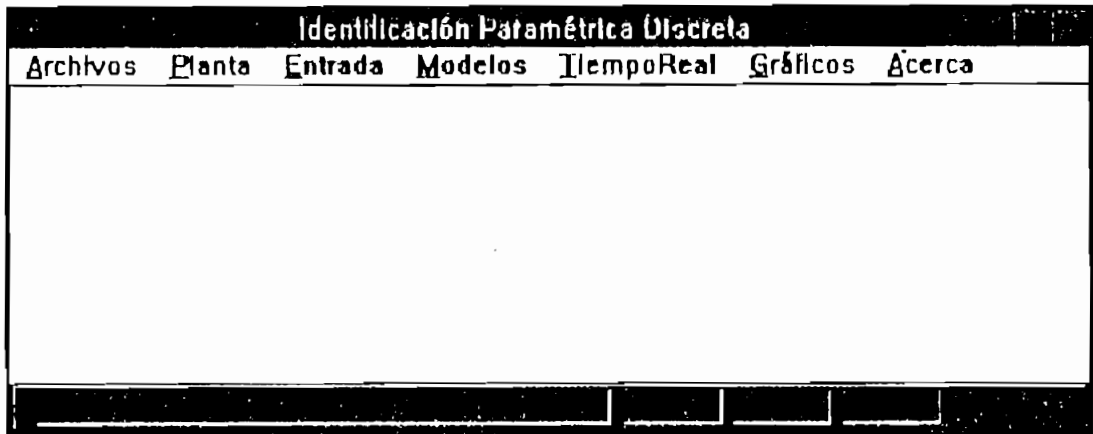 Identificación Paramétrica Discreta
Archivos Planta Entrada Modelos TiempoReal Gráficos Acerca